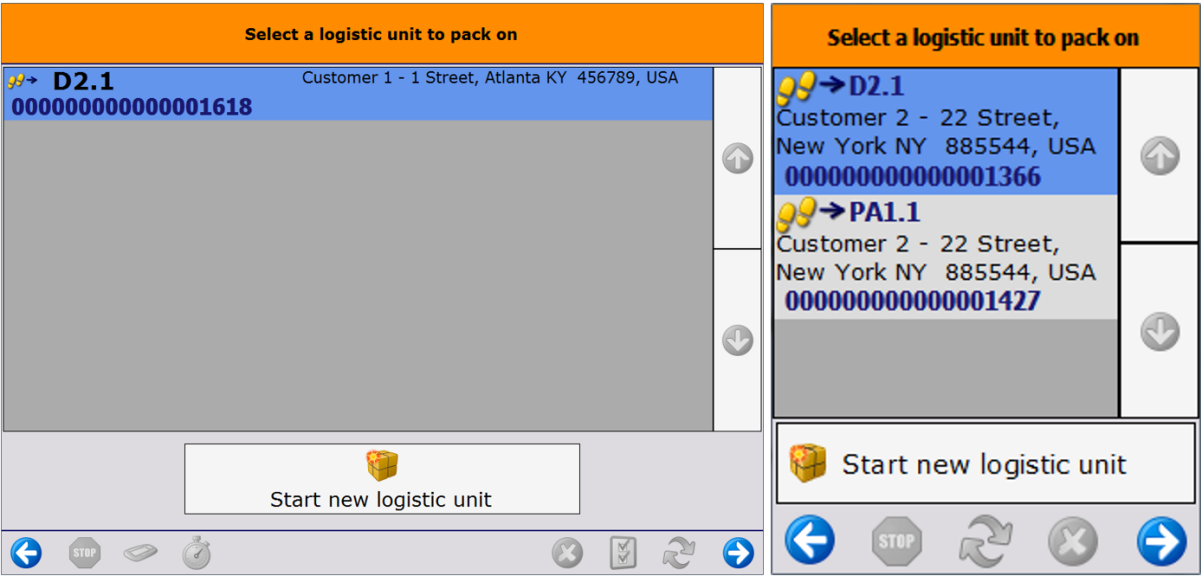 Select a logistic unit to pack on
D2.1 Customer 1 - 1 Street, Atlanta KY 456789, USA
000000000000001618
Start new logistic unit
STOP
Select a logistic unit to pack on
D2.1
Customer 2 - 22 Street,
New York NY 885544, USA
000000000000001366
PA1.1
Customer 2 - 22 Street,
New York NY 885544, USA
000000000000001427
Start new logistic unit
STOP